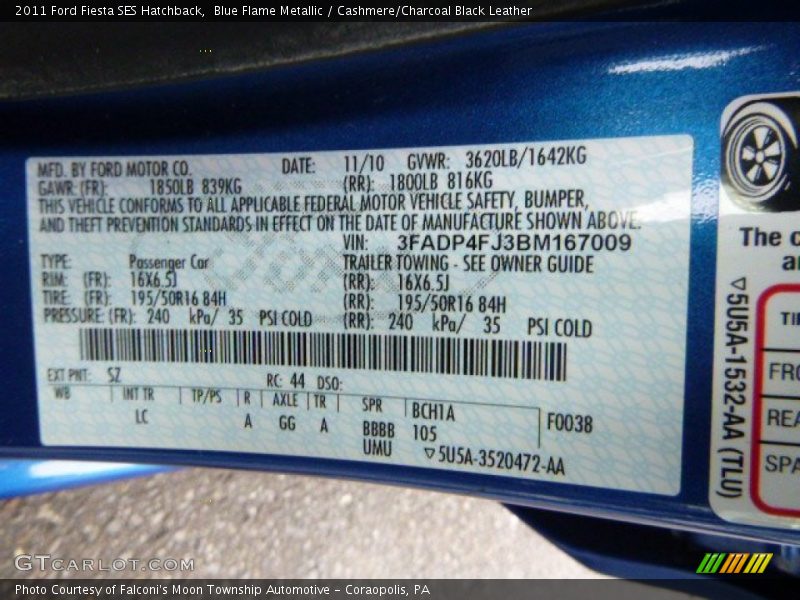 2011 Ford Fiesta SES Hatchback,  Blue Flame Metallic / Cashmere/Charcoal Black Leather
MFD. BY FORD MOTOR CO. DATE: 11/10 GVWR: 3620LB/1642KG
GAWR (FR): 1850LB 839KG (RR): 1800LB 816KG
THIS VEHICLE CONFORMS TO ALL APPLICABLE FEDERAL MOTOR VEHICLE SAFETY, BUMPER,
AND THEFT PREVENTION STANDARDS IN EFFECT ON THE DATE OF MANUFACTURE SHOWN ABOVE.
VIN: 3FADP4FJ3BM167009
TYPE: Passenger Car TRAILER TOWING - SEE OWNER GUIDE
RIM: (FR): 16X6.5J (RR): 16X6.5J
TIRE: (FR): 195/50R16 84H (RR): 195/50R16 84H
PRESSURE: (FR): 240 kPa/ 35 PSI COLD (RR): 240 kPa/ 35 PSI COLD
EXT PNT: SZ RC: 44 DSO:
WB INT TR TP/PS R AXLE TR SPR BCH1A F0038
LC A GG A BBBB 105
UMU ▽5U5A-3520472-AA
The c
a
▽5U5A-1532-AA (TLU)
TI
FRO
REA
SPA
GTCARLOT.COM
Photo Courtesy of Falconi's Moon Township Automotive - Coraopolis, PA